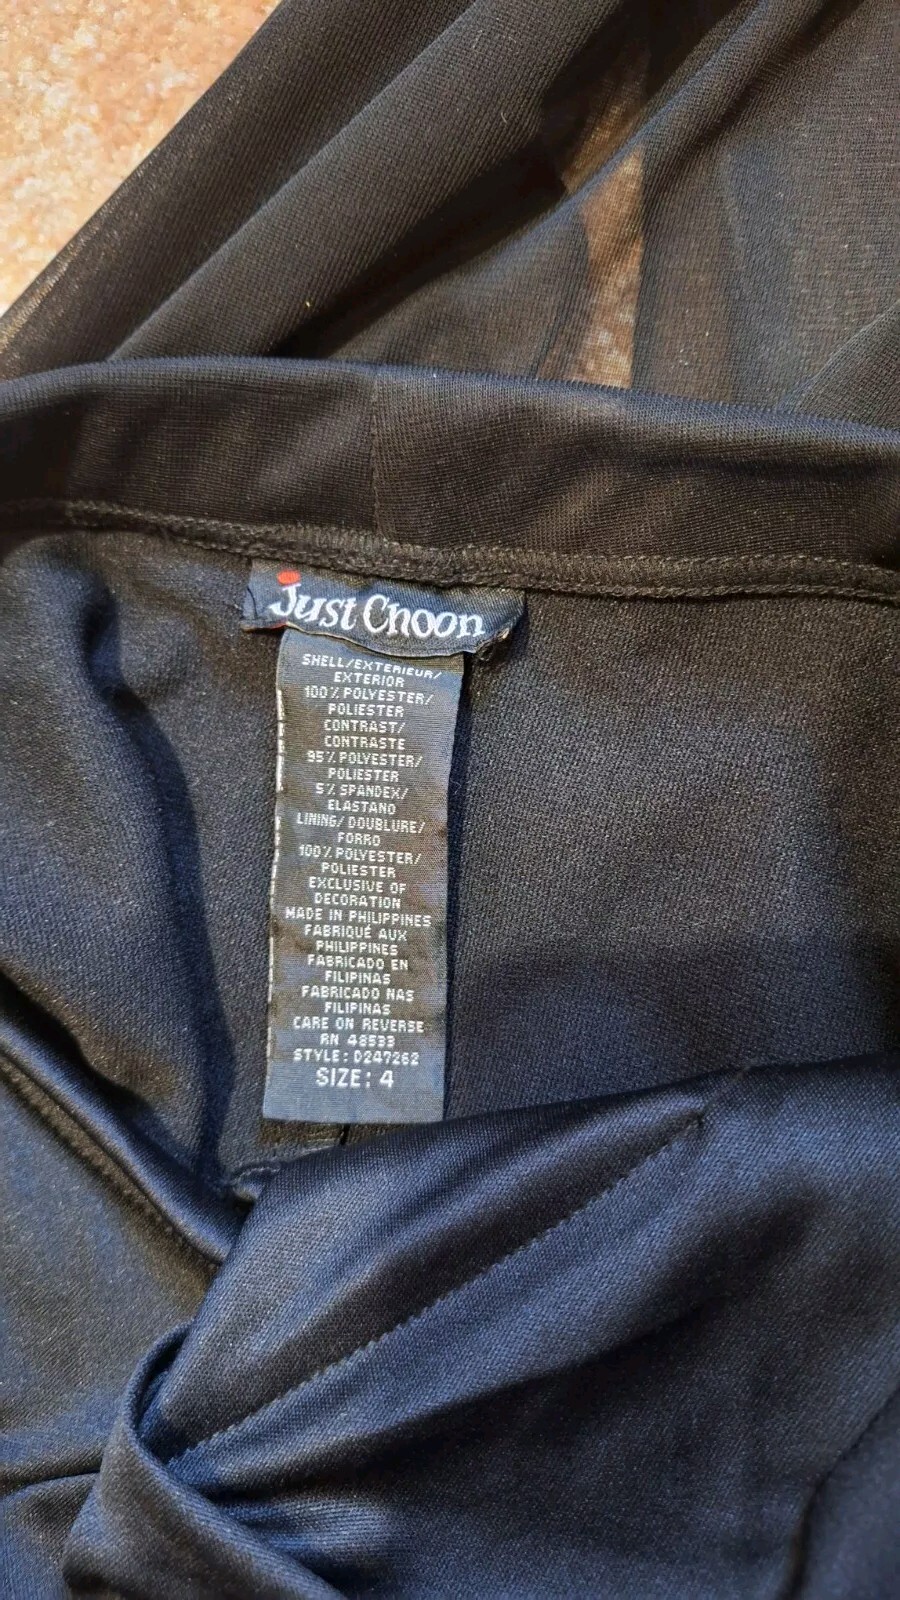 Just Choon
SHELL/EXTERIEUR/
EXTERIOR
100% POLYESTER/
POLIESTER
CONTRAST/
CONTRASTE
95% POLYESTER/
POLIESTER
5% SPANDEX/
ELASTANO
LINING/DOUBLURE/
FORRO
100% POLYESTER/
POLIESTER
EXCLUSIVE OF
DECORATION
MADE IN PHILIPPINES
FABRIQUÉ AUX
PHILIPPINES
FABRICADO EN
FILIPINAS
FABRICADO NAS
FILIPINAS
CARE ON REVERSE
RN 48533
STYLE: D247262
SIZE: 4